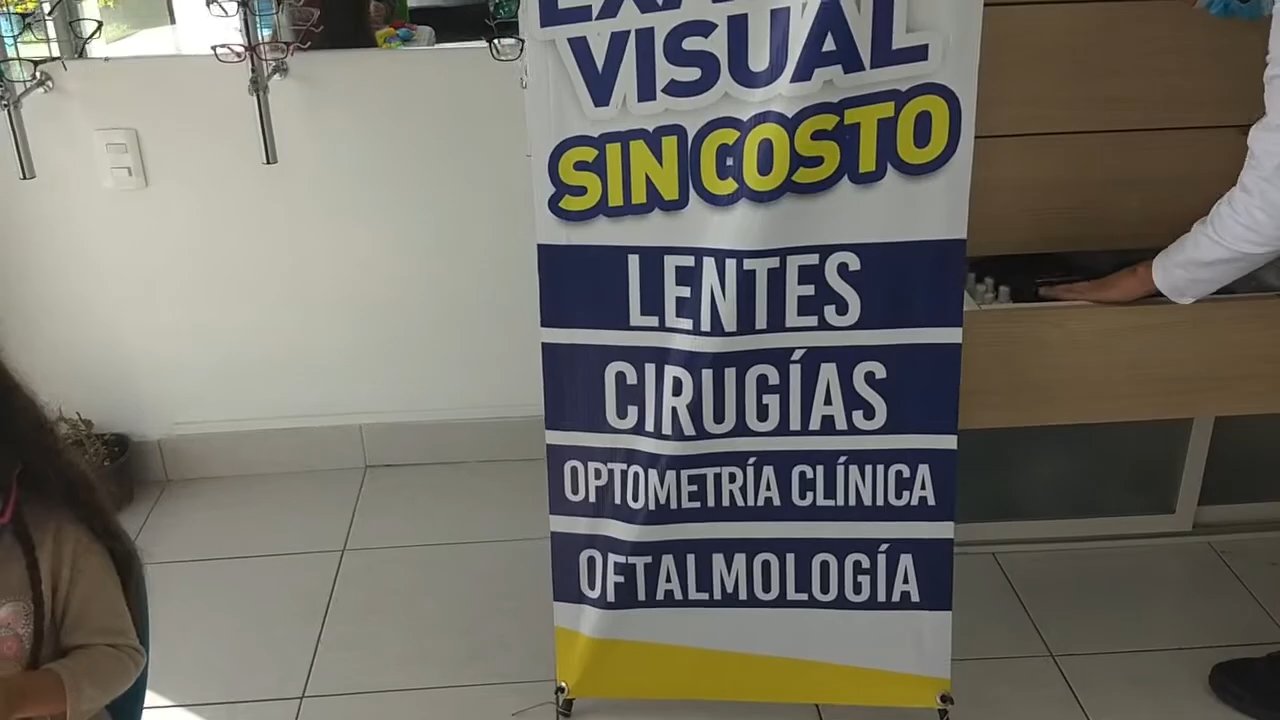 VISUAL
SIN COSTO
LENTES
CIRUGÍAS
OPTOMETRÍA CLÍNICA
OFTALMOLOGÍA